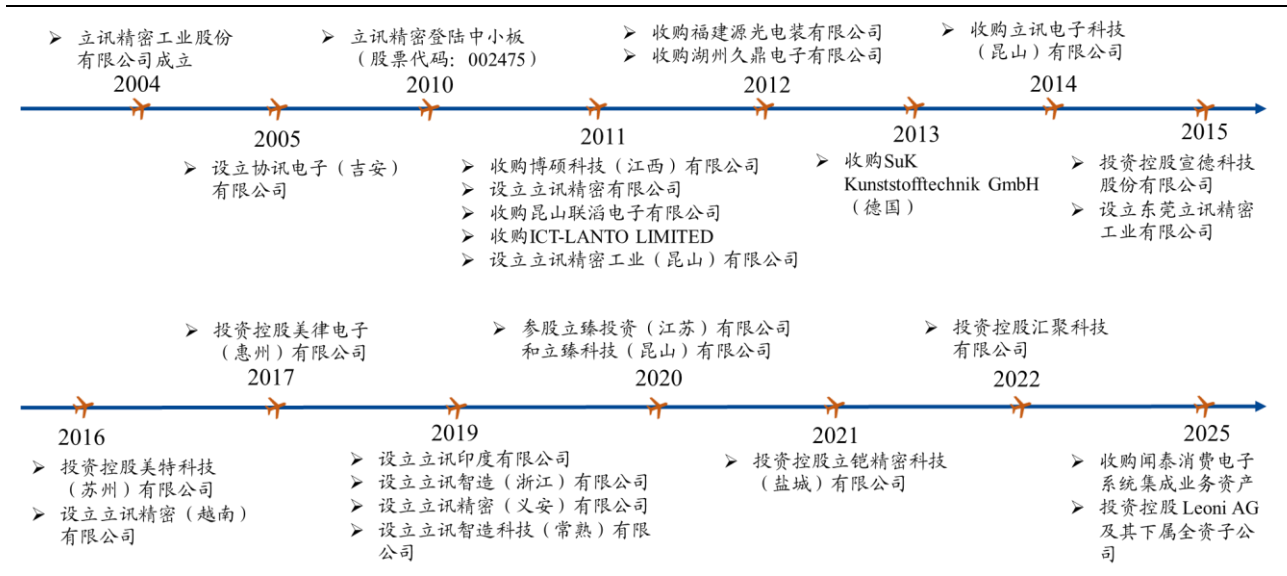 ➢ 立讯精密工业股份
有限公司成立
2004
➢ 设立协讯电子（吉安）
有限公司
2005
➢ 立讯精密登陆中小板
（股票代码：002475）
2010
2011
➢ 收购博硕科技（江西）有限公司
➢ 设立立讯精密有限公司
➢ 收购昆山联滔电子有限公司
➢ 收购ICT-LANTO LIMITED
➢ 设立立讯精密工业（昆山）有限公司
➢ 收购福建源光电装有限公司
➢ 收购湖州久鼎电子有限公司
2012
2013
➢ 收购SuK
Kunststofftechnik GmbH
（德国）
➢ 收购立讯电子科技
（昆山）有限公司
2014
2015
➢ 投资控股宣德科技
股份有限公司
➢ 设立东莞立讯精密
工业有限公司
2016
➢ 投资控股美特科技
（苏州）有限公司
➢ 设立立讯精密（越南）
有限公司
➢ 投资控股美律电子
（惠州）有限公司
2017
2019
➢ 设立立讯印度有限公司
➢ 设立立讯智造（浙江）有限公司
➢ 设立立讯精密（义安）有限公司
➢ 设立立讯智造科技（常熟）有限
公司
➢ 参股立臻投资（江苏）有限公司
和立臻科技（昆山）有限公司
2020
2021
➢ 投资控股立铠精密科技
（盐城）有限公司
➢ 投资控股汇聚科技
有限公司
2022
2025
➢ 收购闻泰消费电子
系统集成业务资产
➢ 投资控股 Leoni AG
及其下属全资子公
司